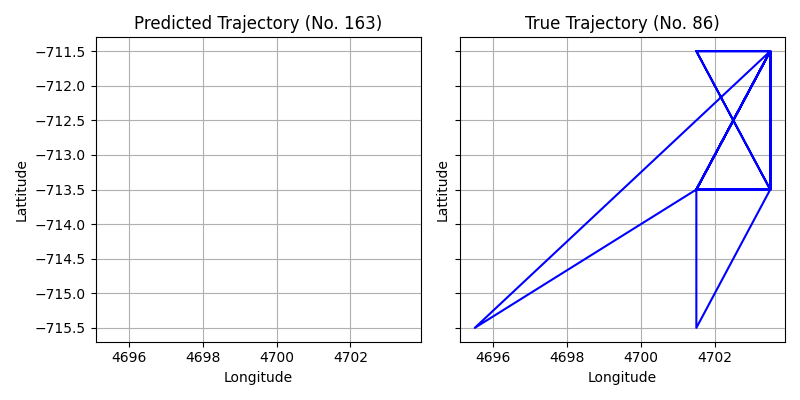 Predicted Trajectory (No. 163)
True Trajectory (No. 86)
−711.5
−712.0
−712.5
−713.0
−713.5
−714.0
−714.5
−715.0
−715.5
Lattitude
Lattitude
4696 4698 4700 4702
4696 4698 4700 4702
Longitude
Longitude